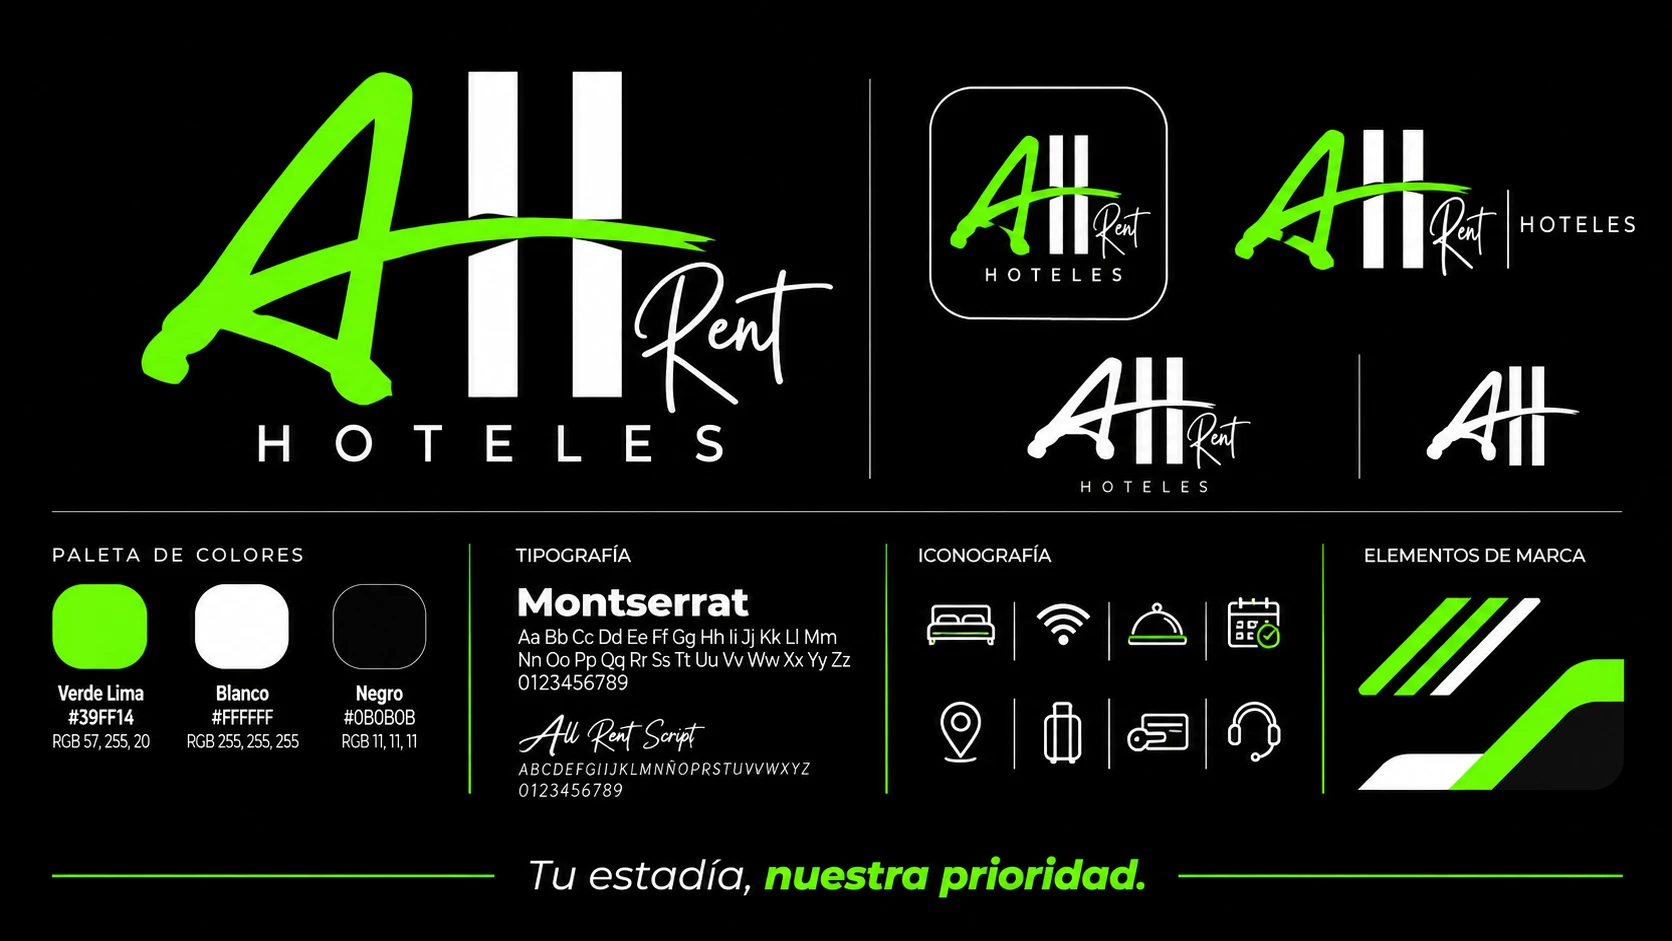 All
Rent
HOTELES
All
Rent
HOTELES
All
Rent
HOTELES
All
Rent
HOTELES
All
PALETA DE COLORES
Verde Lima
#39FF14
RGB 57, 255, 20
Blanco
#FFFFFF
RGB 255, 255, 255
Negro
#0B0B0B
RGB 11, 11, 11
TIPOGRAFÍA
Montserrat
Aa Bb Cc Dd Ee Ff Gg Hh Ii Jj Kk Ll Mm
Nn Oo Pp Qq Rr Ss Tt Uu Vv Ww Xx Yy Zz
0123456789
All Rent Script
ABCDEFGIIJKLMNÑOPRSTUVVWXYZ
0123456789
ICONOGRAFÍA
ELEMENTOS DE MARCA
Tu estadía, nuestra prioridad.